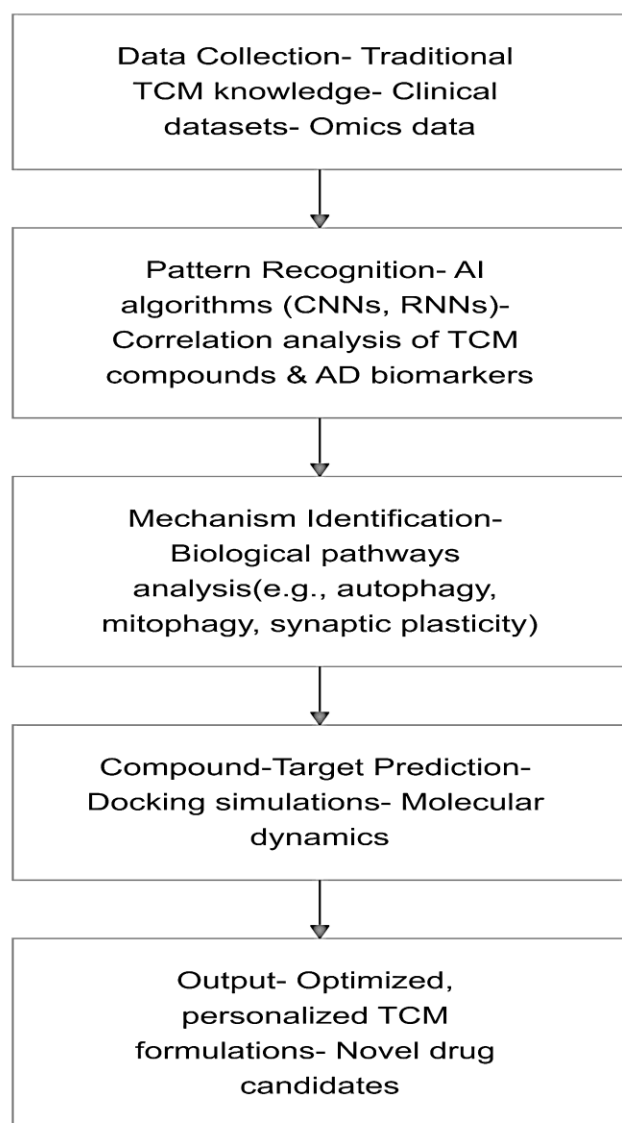 Data Collection- Traditional
TCM knowledge- Clinical
datasets- Omics data
Pattern Recognition- AI
algorithms (CNNs, RNNs)-
Correlation analysis of TCM
compounds & AD biomarkers
Mechanism Identification-
Biological pathways
analysis(e.g., autophagy,
mitophagy, synaptic plasticity)
Compound-Target Prediction-
Docking simulations- Molecular
dynamics
Output- Optimized,
personalized TCM
formulations- Novel drug
candidates